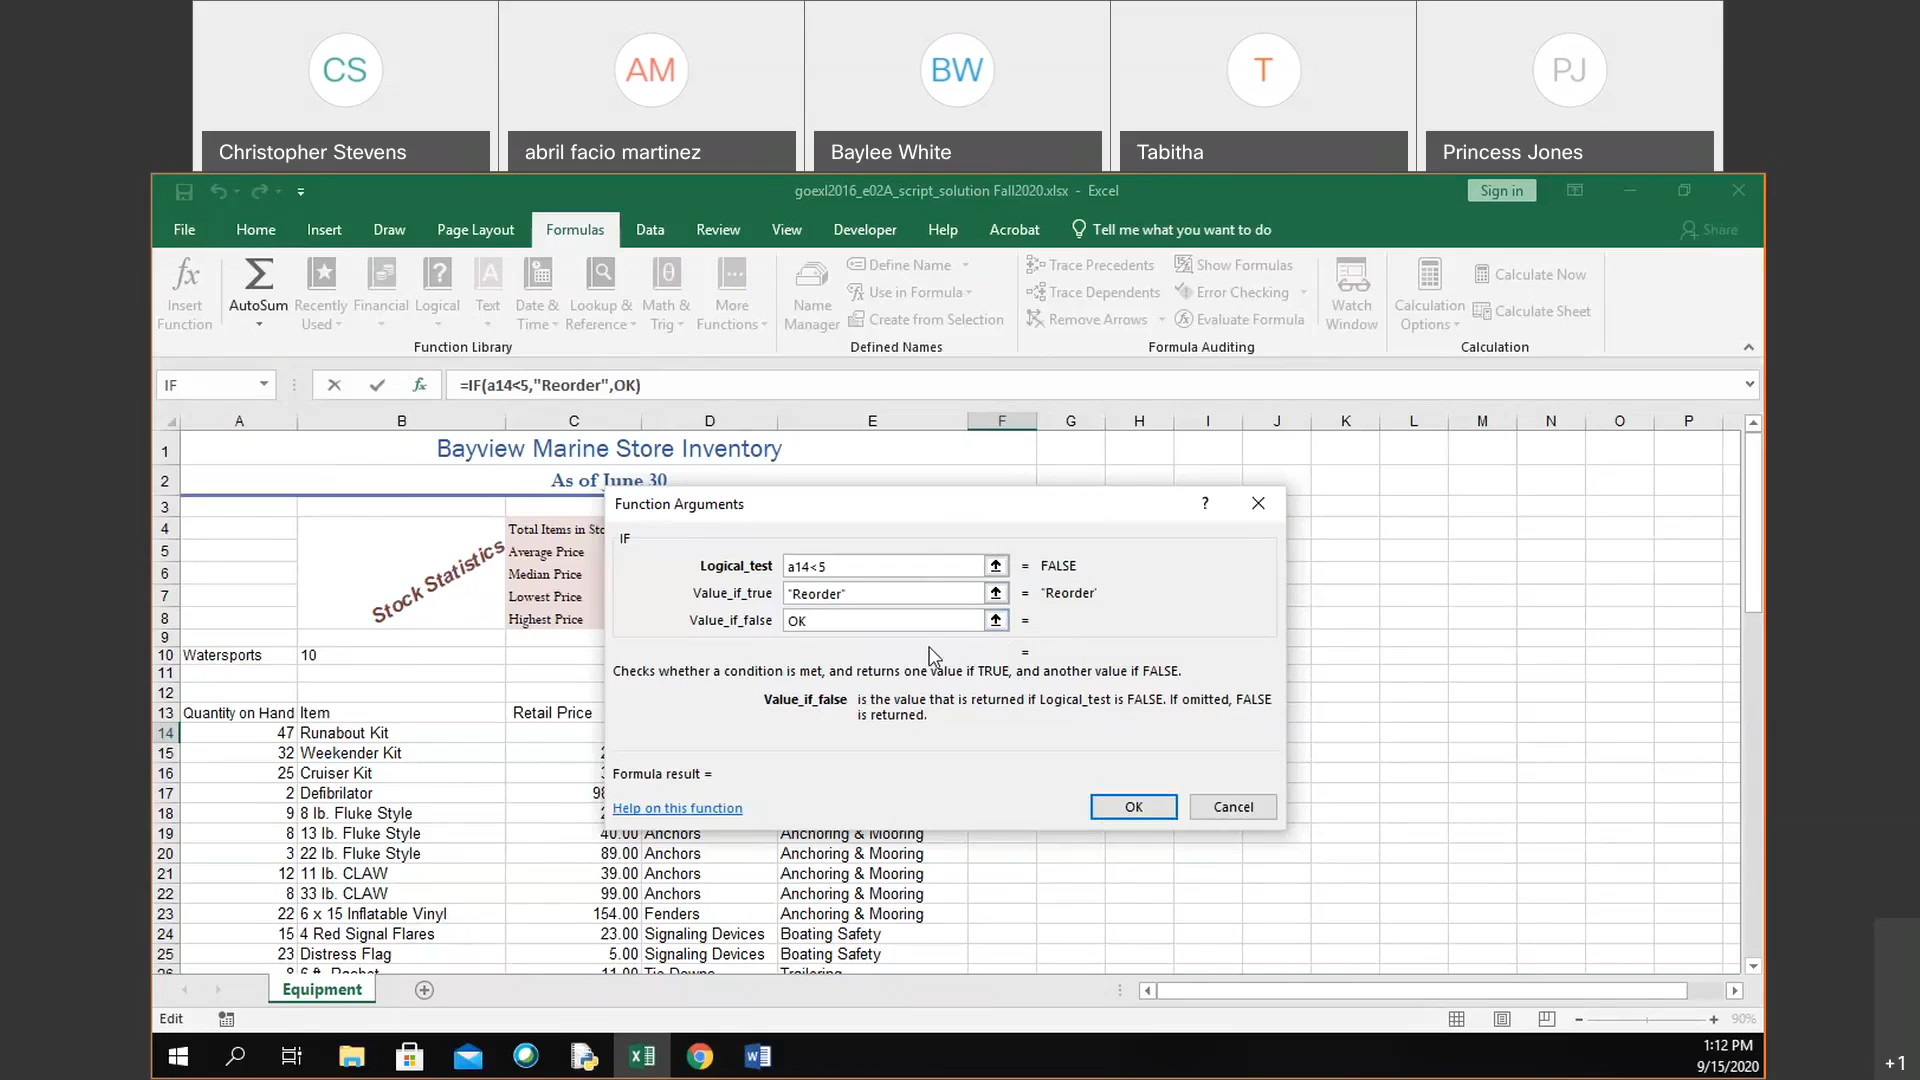 CS
AM
BW
T
PJ
Christopher Stevens
abril facio martinez
Baylee White
Tabitha
Princess Jones
goexl2016_e02A_script_solution Fall2020.xlsx - Excel
Sign in
File
Home
Insert
Draw
Page Layout
Formulas
Data
Review
View
Developer
Help
Acrobat
Tell me what you want to do
Share
Insert Function
AutoSum
Recently Used
Financial
Logical
Text
Date & Time
Lookup & Reference
Math & Trig
More Functions
Function Library
Name Manager
Define Name
Use in Formula
Create from Selection
Defined Names
Trace Precedents
Trace Dependents
Remove Arrows
Show Formulas
Error Checking
Evaluate Formula
Formula Auditing
Watch Window
Calculation Options
Calculate Now
Calculate Sheet
Calculation
IF
fx
=IF(a14<5,"Reorder",OK)
A B C D E F G H I J K L M N O P
1 Bayview Marine Store Inventory
2 As of June 30
3
4 Total Items in Sto
5 Average Price
6 Median Price
7 Lowest Price
8 Highest Price
Stock Statistics
9
10 Watersports 10
11
12
13 Quantity on Hand Item Retail Price
14 47 Runabout Kit
15 32 Weekender Kit
16 25 Cruiser Kit
17 2 Defibrilator 98
18 9 8 lb. Fluke Style
19 8 13 lb. Fluke Style 40.00 Anchors Anchoring & Mooring
20 3 22 lb. Fluke Style 89.00 Anchors Anchoring & Mooring
21 12 11 lb. CLAW 39.00 Anchors Anchoring & Mooring
22 8 33 lb. CLAW 99.00 Anchors Anchoring & Mooring
23 22 6 x 15 Inflatable Vinyl 154.00 Fenders Anchoring & Mooring
24 15 4 Red Signal Flares 23.00 Signaling Devices Boating Safety
25 23 Distress Flag 5.00 Signaling Devices Boating Safety
Function Arguments
?
IF
Logical_test a14<5 = FALSE
Value_if_true "Reorder" = "Reorder"
Value_if_false OK =
=
Checks whether a condition is met, and returns one value if TRUE, and another value if FALSE.
Value_if_false is the value that is returned if Logical_test is FALSE. If omitted, FALSE
is returned.
Formula result =
Help on this function
OK
Cancel
Equipment
Edit
90%
1:12 PM
9/15/2020
+1